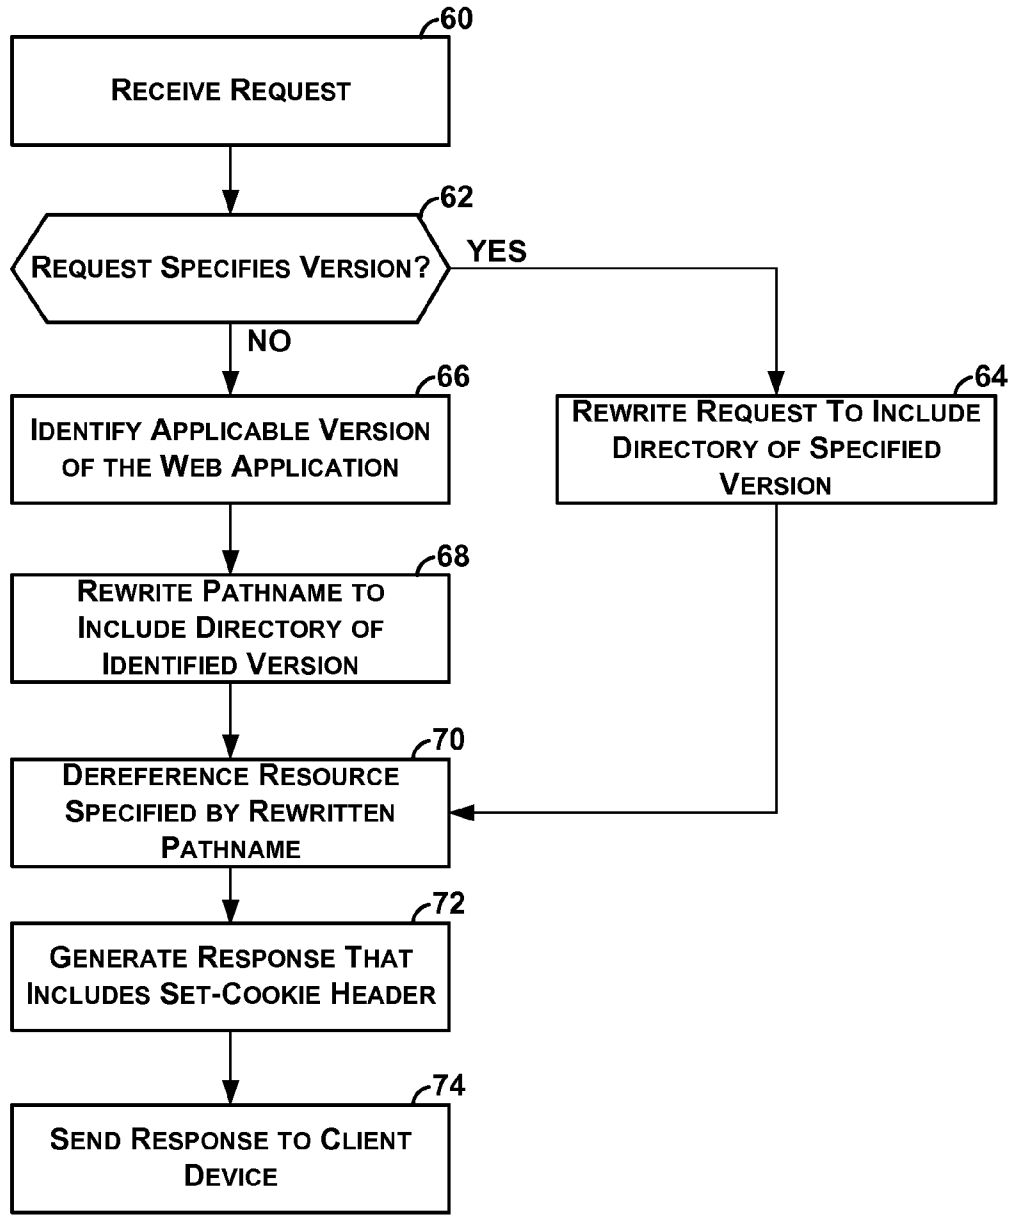 60
RECEIVE REQUEST
62
REQUEST SPECIFIES VERSION?
YES
NO
66
IDENTIFY APPLICABLE VERSION
OF THE WEB APPLICATION
64
REWRITE REQUEST TO INCLUDE
DIRECTORY OF SPECIFIED
VERSION
68
REWRITE PATHNAME TO
INCLUDE DIRECTORY OF
IDENTIFIED VERSION
70
DEREFERENCE RESOURCE
SPECIFIED BY REWRITTEN
PATHNAME
72
GENERATE RESPONSE THAT
INCLUDES SET-COOKIE HEADER
74
SEND RESPONSE TO CLIENT
DEVICE